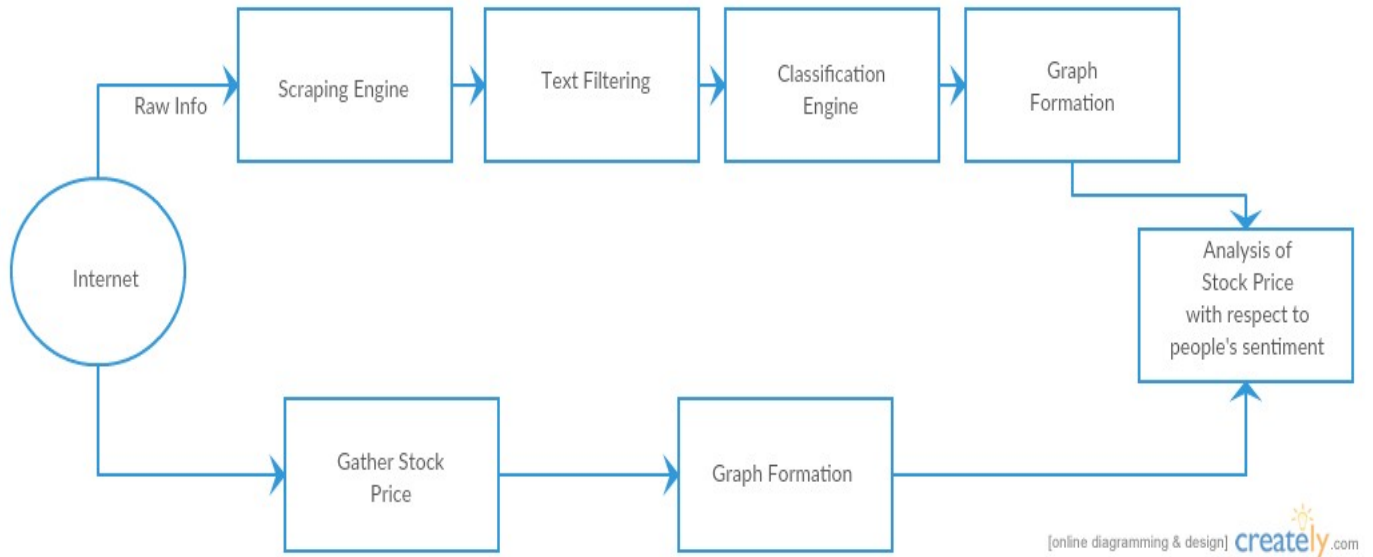 Raw Info
Scraping Engine
Text Filtering
Classification
Engine
Graph
Formation
Internet
Analysis of
Stock Price
with respect to
people's sentiment
Gather Stock
Price
Graph Formation
[online diagramming & design] creately.com